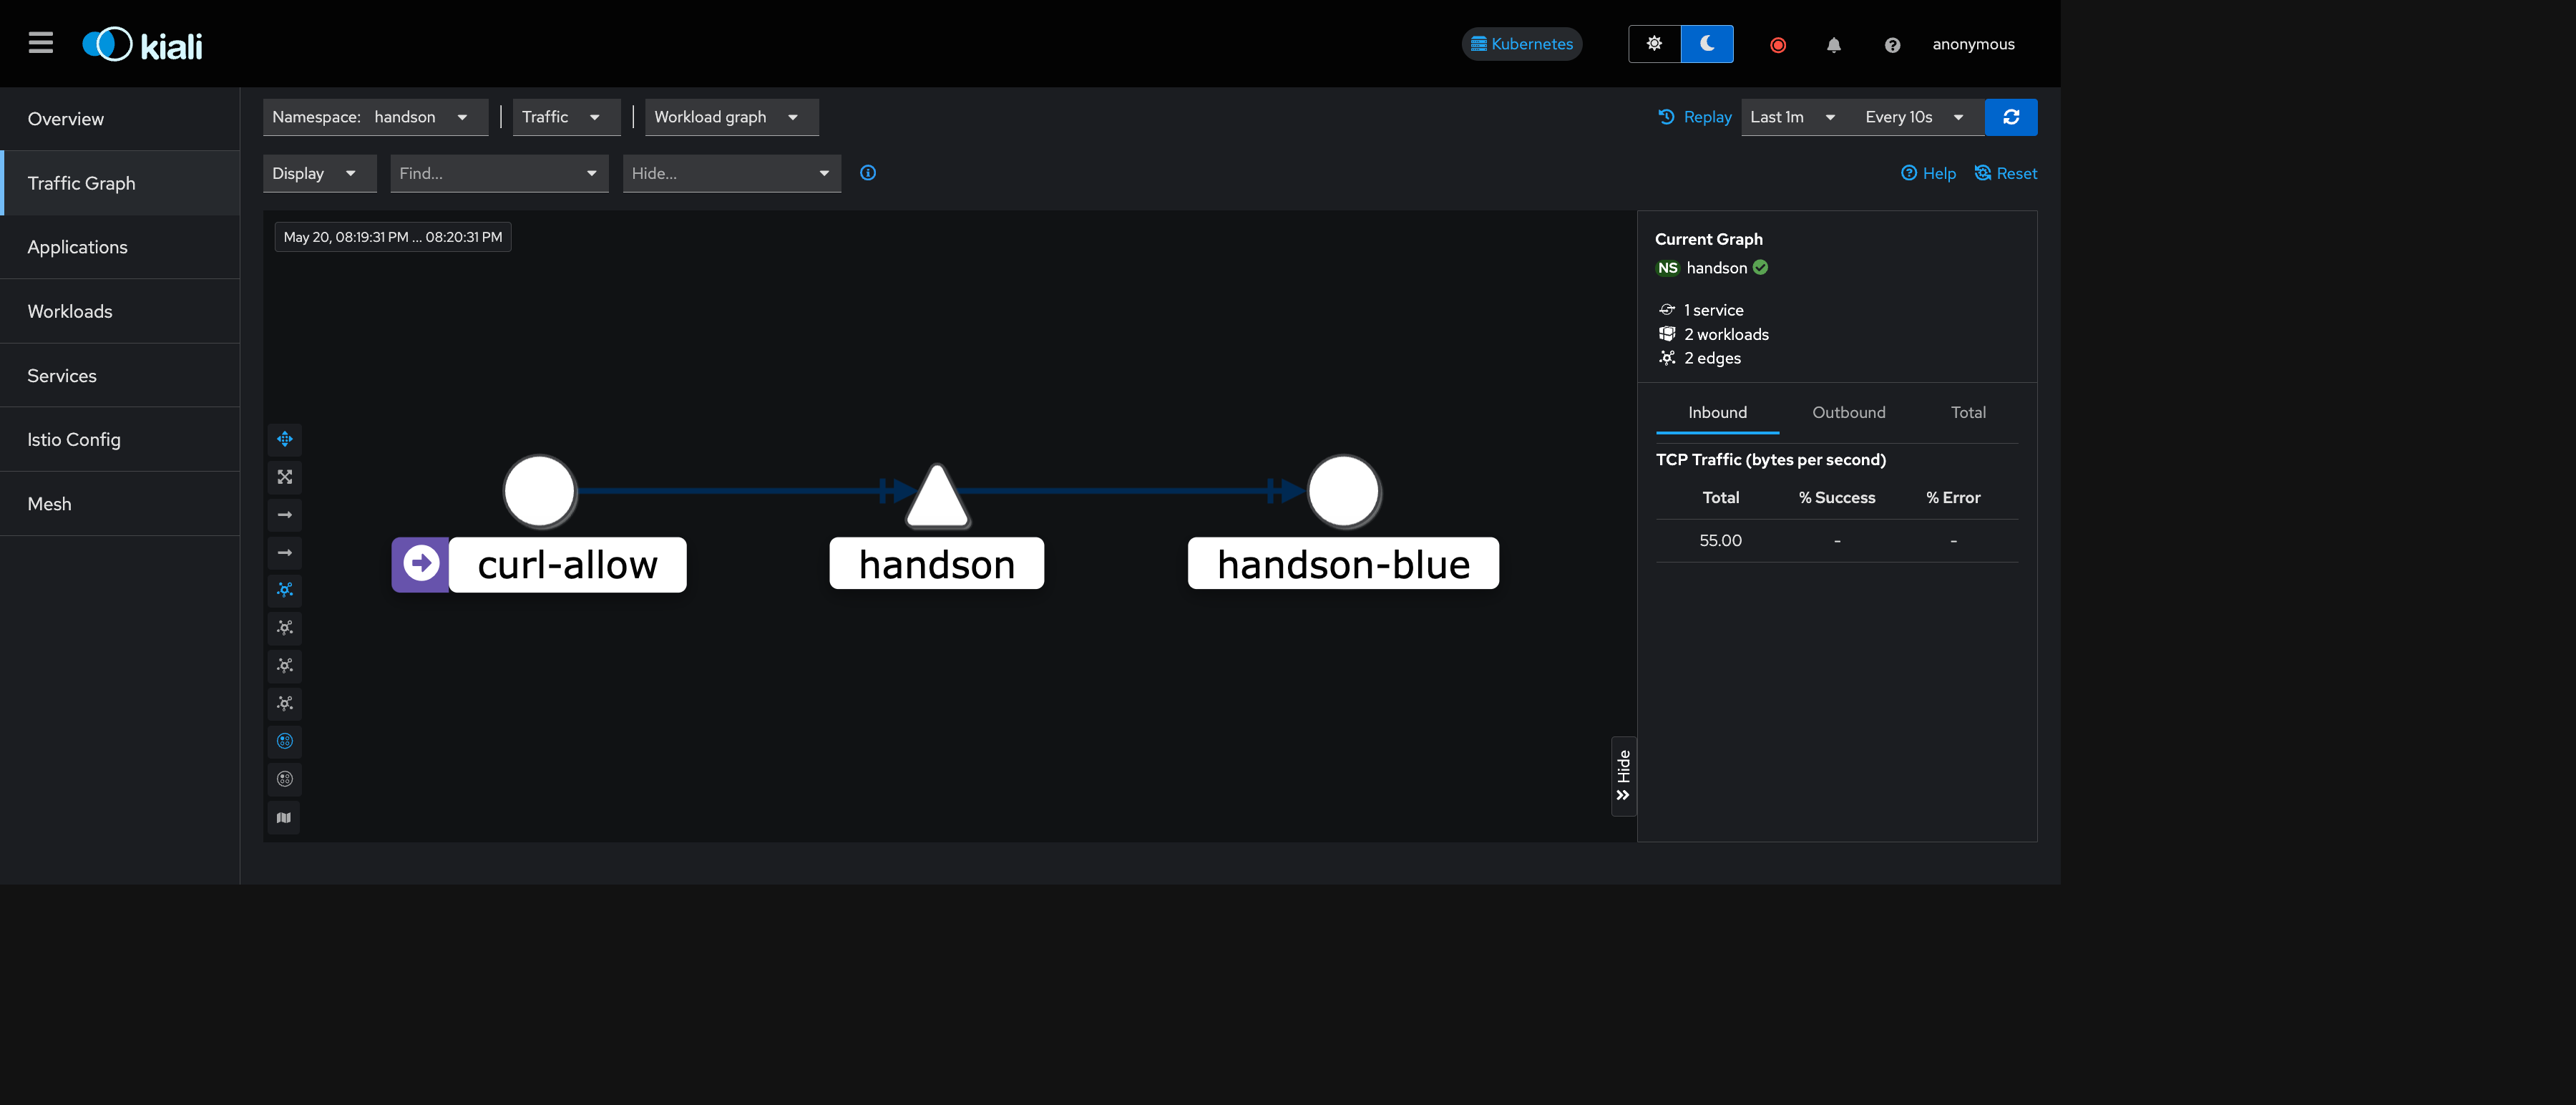 kiali
Kubernetes
anonymous
Overview
Traffic Graph
Applications
Workloads
Services
Istio Config
Mesh
Namespace: handson
Traffic
Workload graph
Replay
Last 1m
Every 10s
Display
Find...
Hide...
Help
Reset
May 20, 08:19:31 PM ... 08:20:31 PM
curl-allow
handson
handson-blue
Hide
Current Graph
NS handson
1 service
2 workloads
2 edges
Inbound Outbound Total
TCP Traffic (bytes per second)
Total % Success % Error
55.00 - -